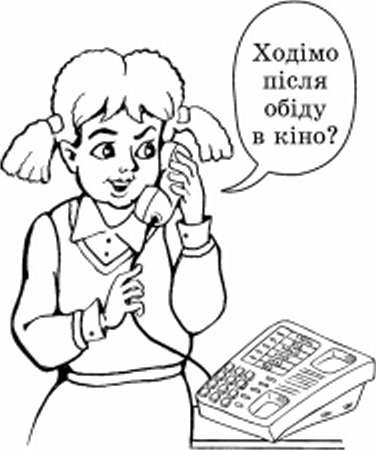 Ходімо
після
обіду
в кіно?